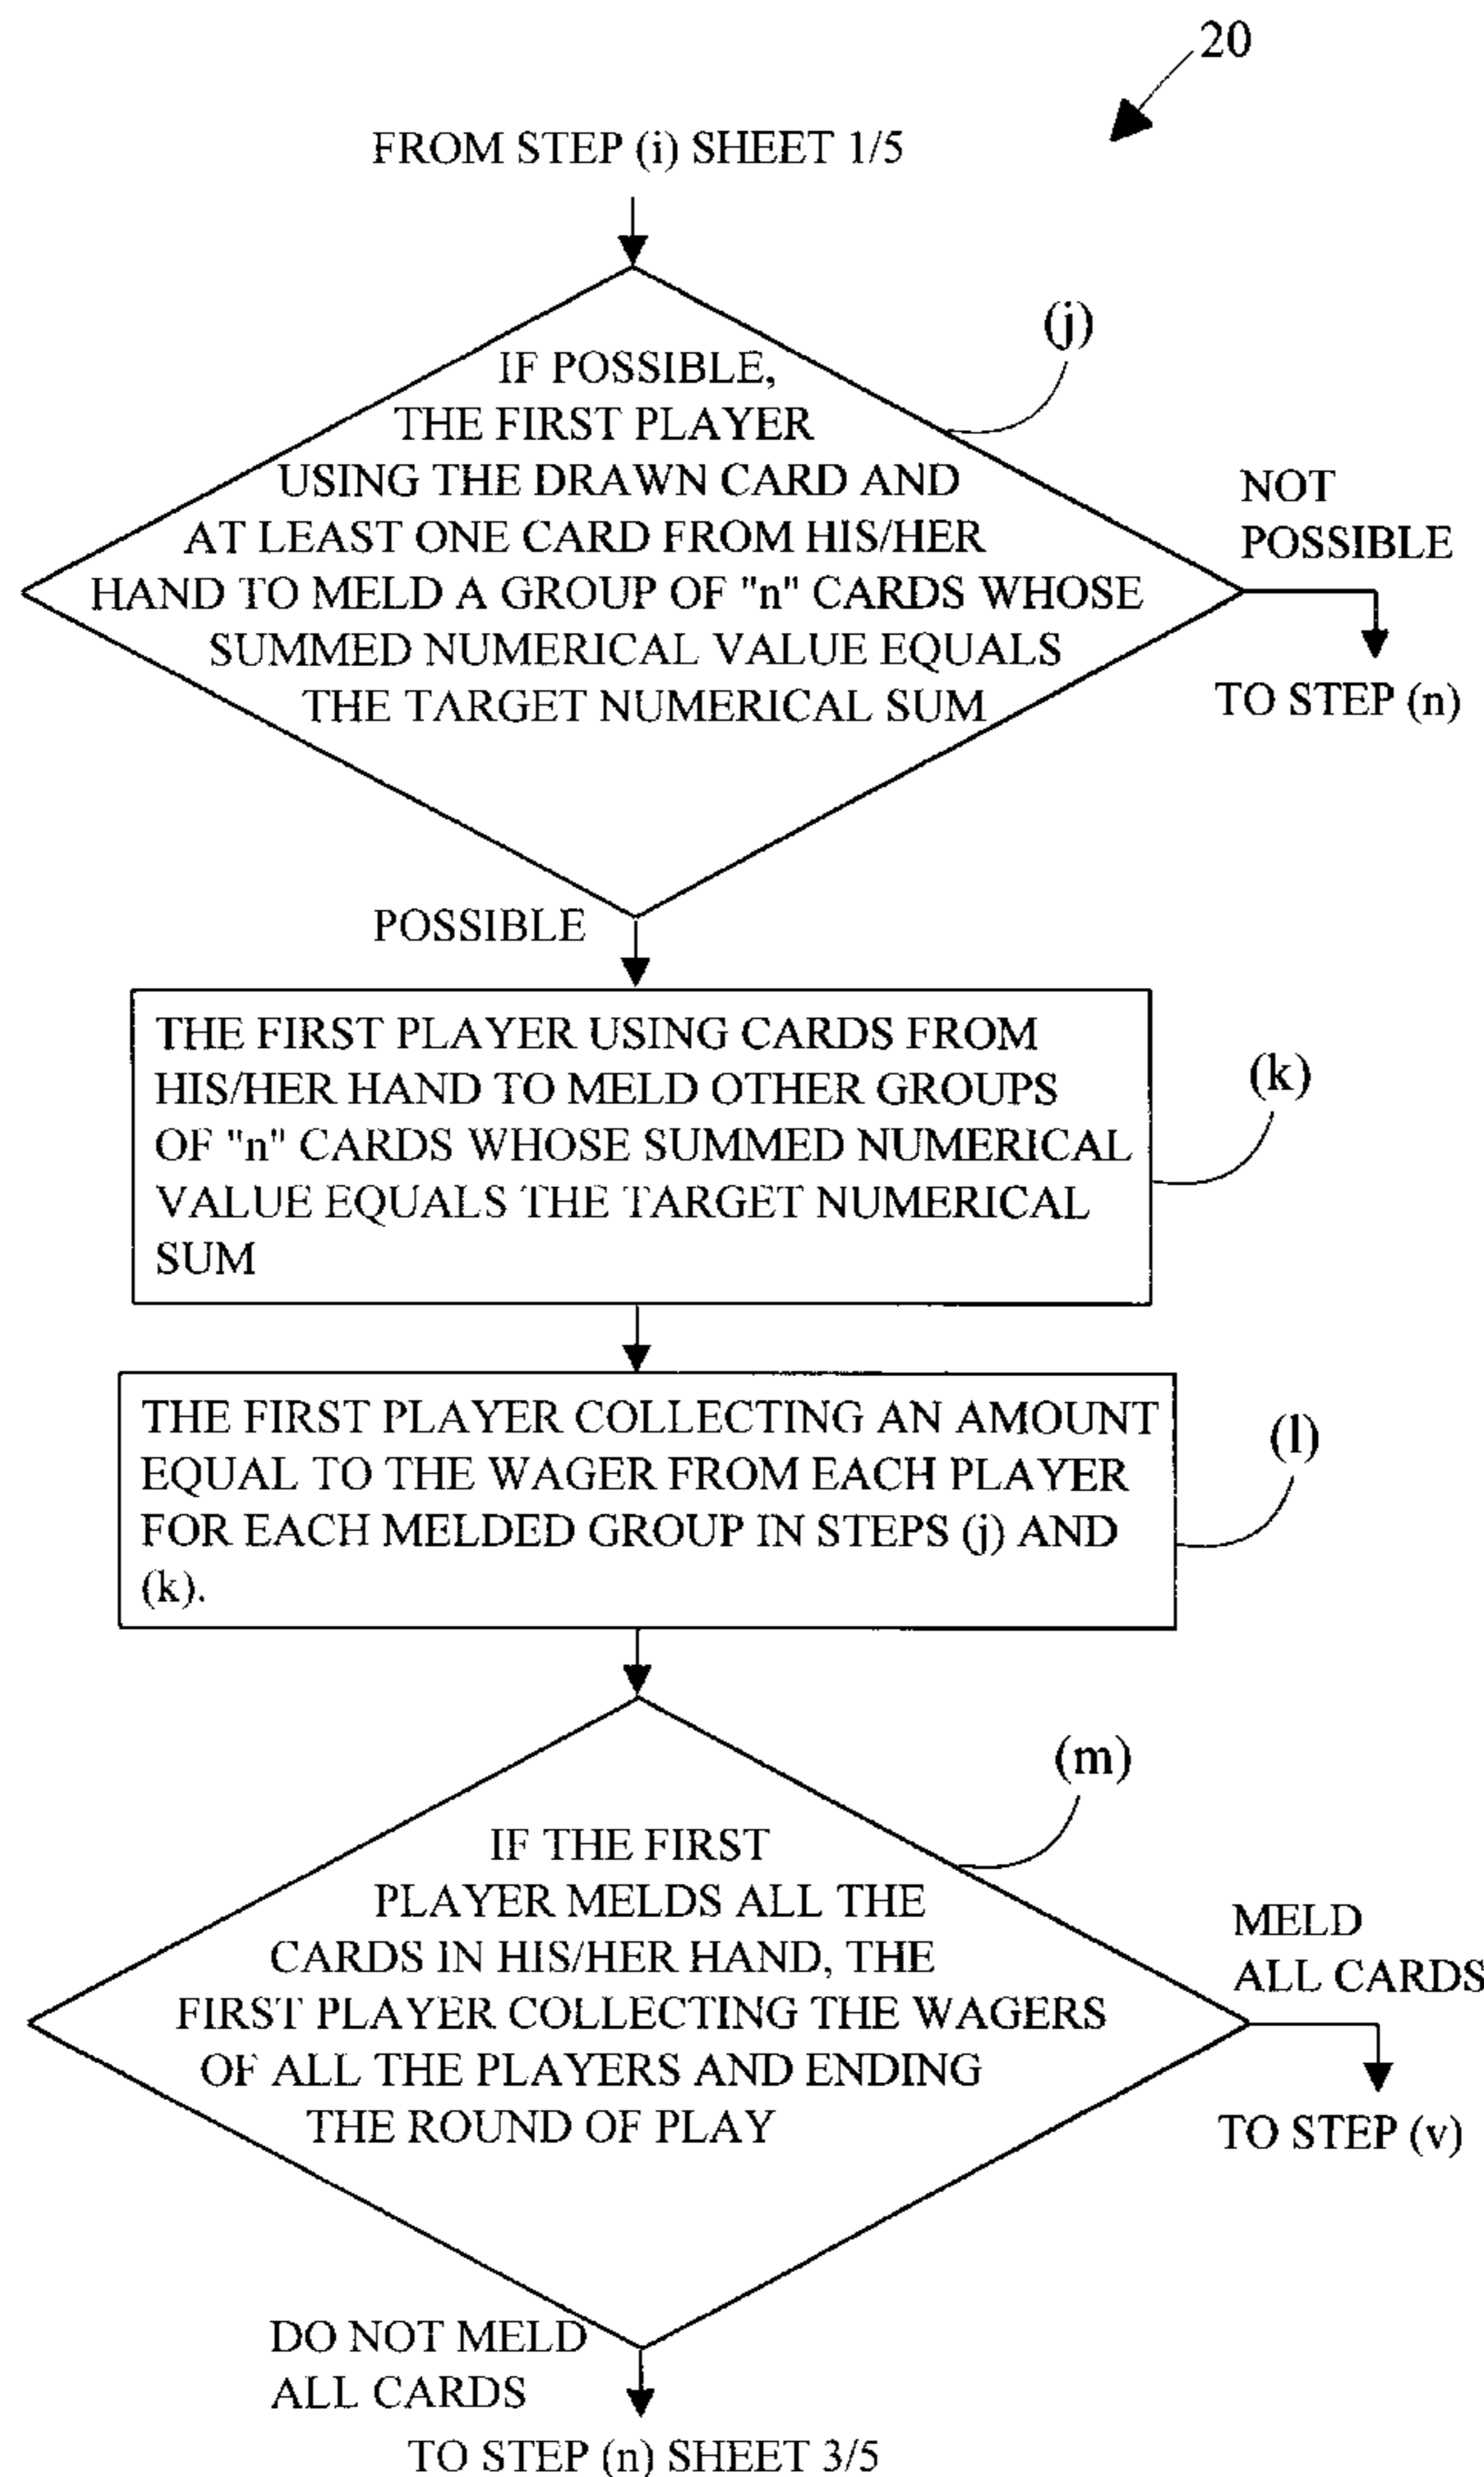 20
FROM STEP (i) SHEET 1/5
(j)
IF POSSIBLE,
THE FIRST PLAYER
USING THE DRAWN CARD AND
AT LEAST ONE CARD FROM HIS/HER
HAND TO MELD A GROUP OF "n" CARDS WHOSE
SUMMED NUMERICAL VALUE EQUALS
THE TARGET NUMERICAL SUM
NOT
POSSIBLE
TO STEP (n)
POSSIBLE
THE FIRST PLAYER USING CARDS FROM
HIS/HER HAND TO MELD OTHER GROUPS
OF "n" CARDS WHOSE SUMMED NUMERICAL
VALUE EQUALS THE TARGET NUMERICAL
SUM
(k)
THE FIRST PLAYER COLLECTING AN AMOUNT
EQUAL TO THE WAGER FROM EACH PLAYER
FOR EACH MELDED GROUP IN STEPS (j) AND
(k).
(l)
(m)
IF THE FIRST
PLAYER MELDS ALL THE
CARDS IN HIS/HER HAND, THE
FIRST PLAYER COLLECTING THE WAGERS
OF ALL THE PLAYERS AND ENDING
THE ROUND OF PLAY
MELD
ALL CARDS
TO STEP (v)
DO NOT MELD
ALL CARDS
TO STEP (n) SHEET 3/5